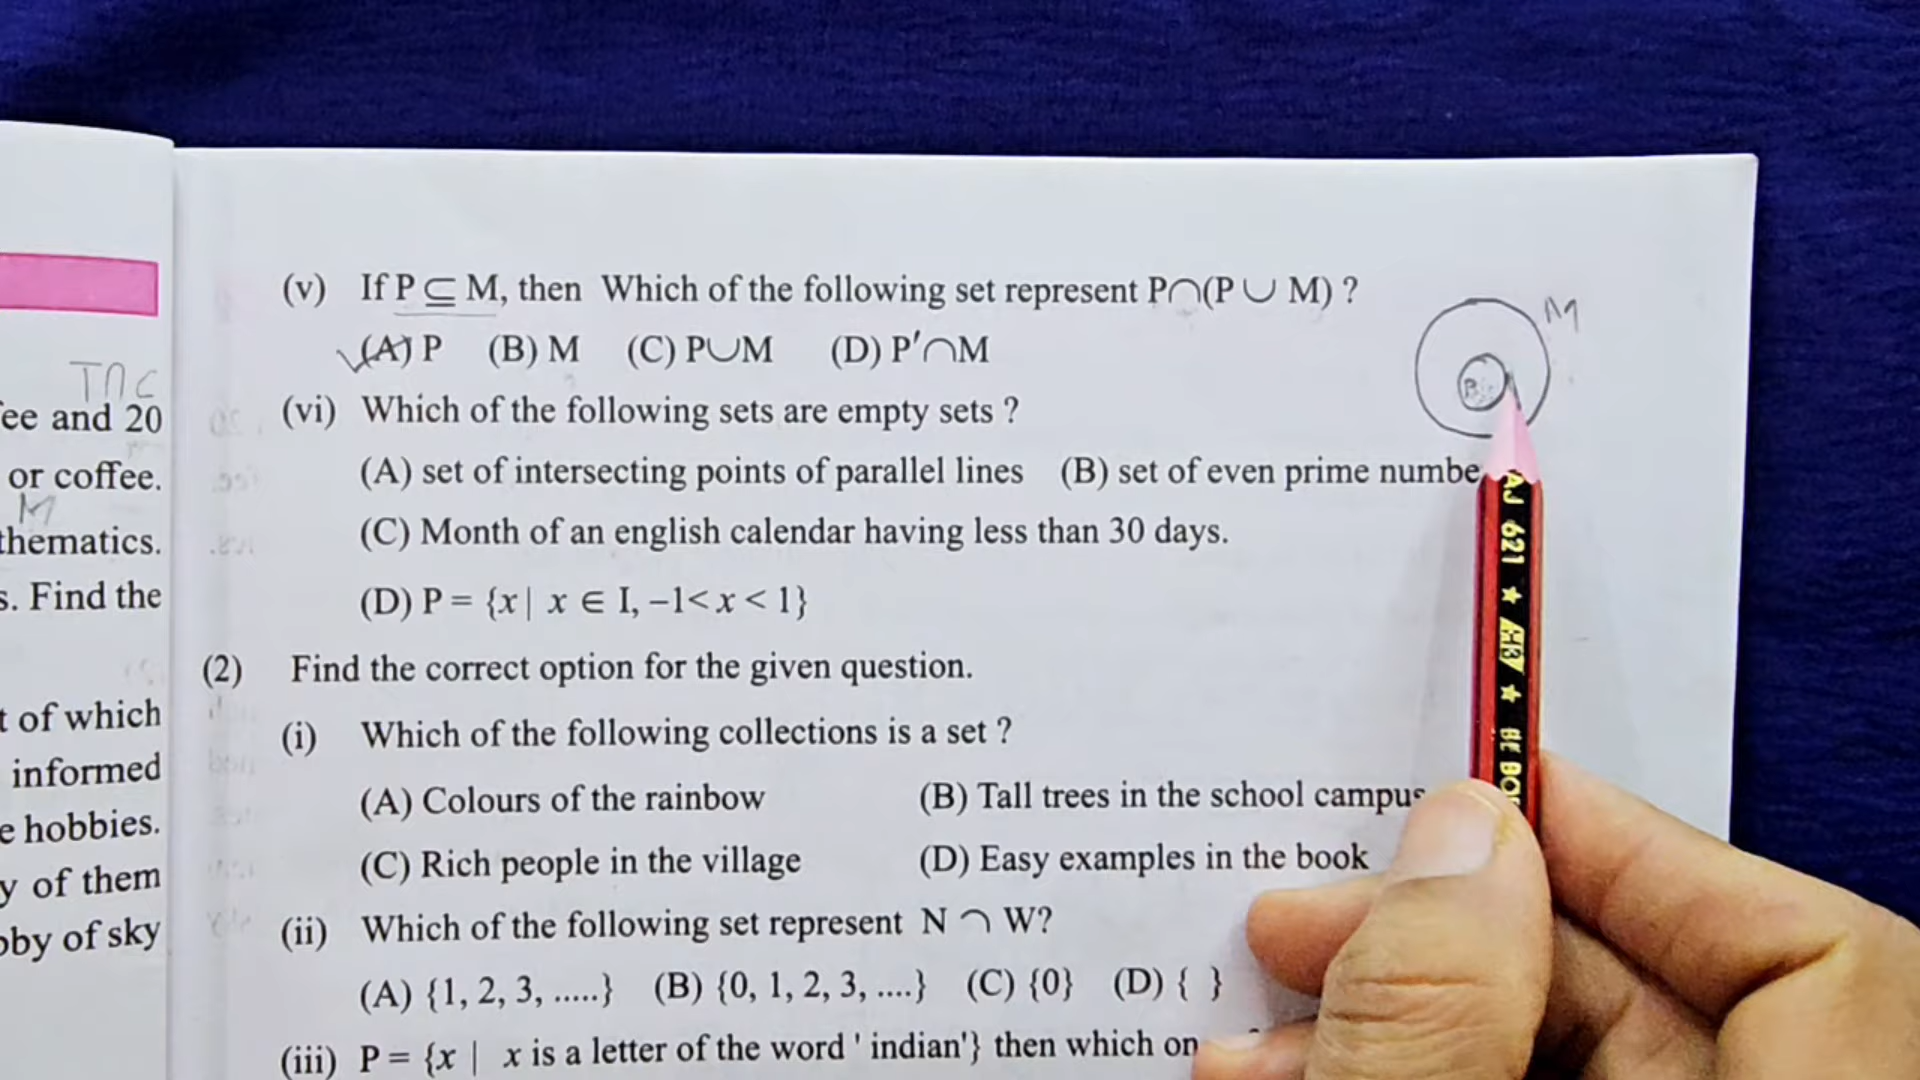 (v) If P ⊆ M, then Which of the following set represent P∩(P ∪ M) ?
(A) P (B) M (C) P∪M (D) P′∩M
(vi) Which of the following sets are empty sets ?
(A) set of intersecting points of parallel lines (B) set of even prime numbe
(C) Month of an english calendar having less than 30 days.
(D) P = {x | x ∈ I, –1< x < 1}
(2) Find the correct option for the given question.
(i) Which of the following collections is a set ?
(A) Colours of the rainbow (B) Tall trees in the school campus
(C) Rich people in the village (D) Easy examples in the book
(ii) Which of the following set represent N ∩ W?
(A) {1, 2, 3, .....} (B) {0, 1, 2, 3, ....} (C) {0} (D) { }
(iii) P = {x | x is a letter of the word ' indian'} then which on
T∩C
ee and 20
or coffee.
M
thematics.
s. Find the
t of which
informed
e hobbies.
y of them
bby of sky
M
P
621 ★ HB ★ BE BO